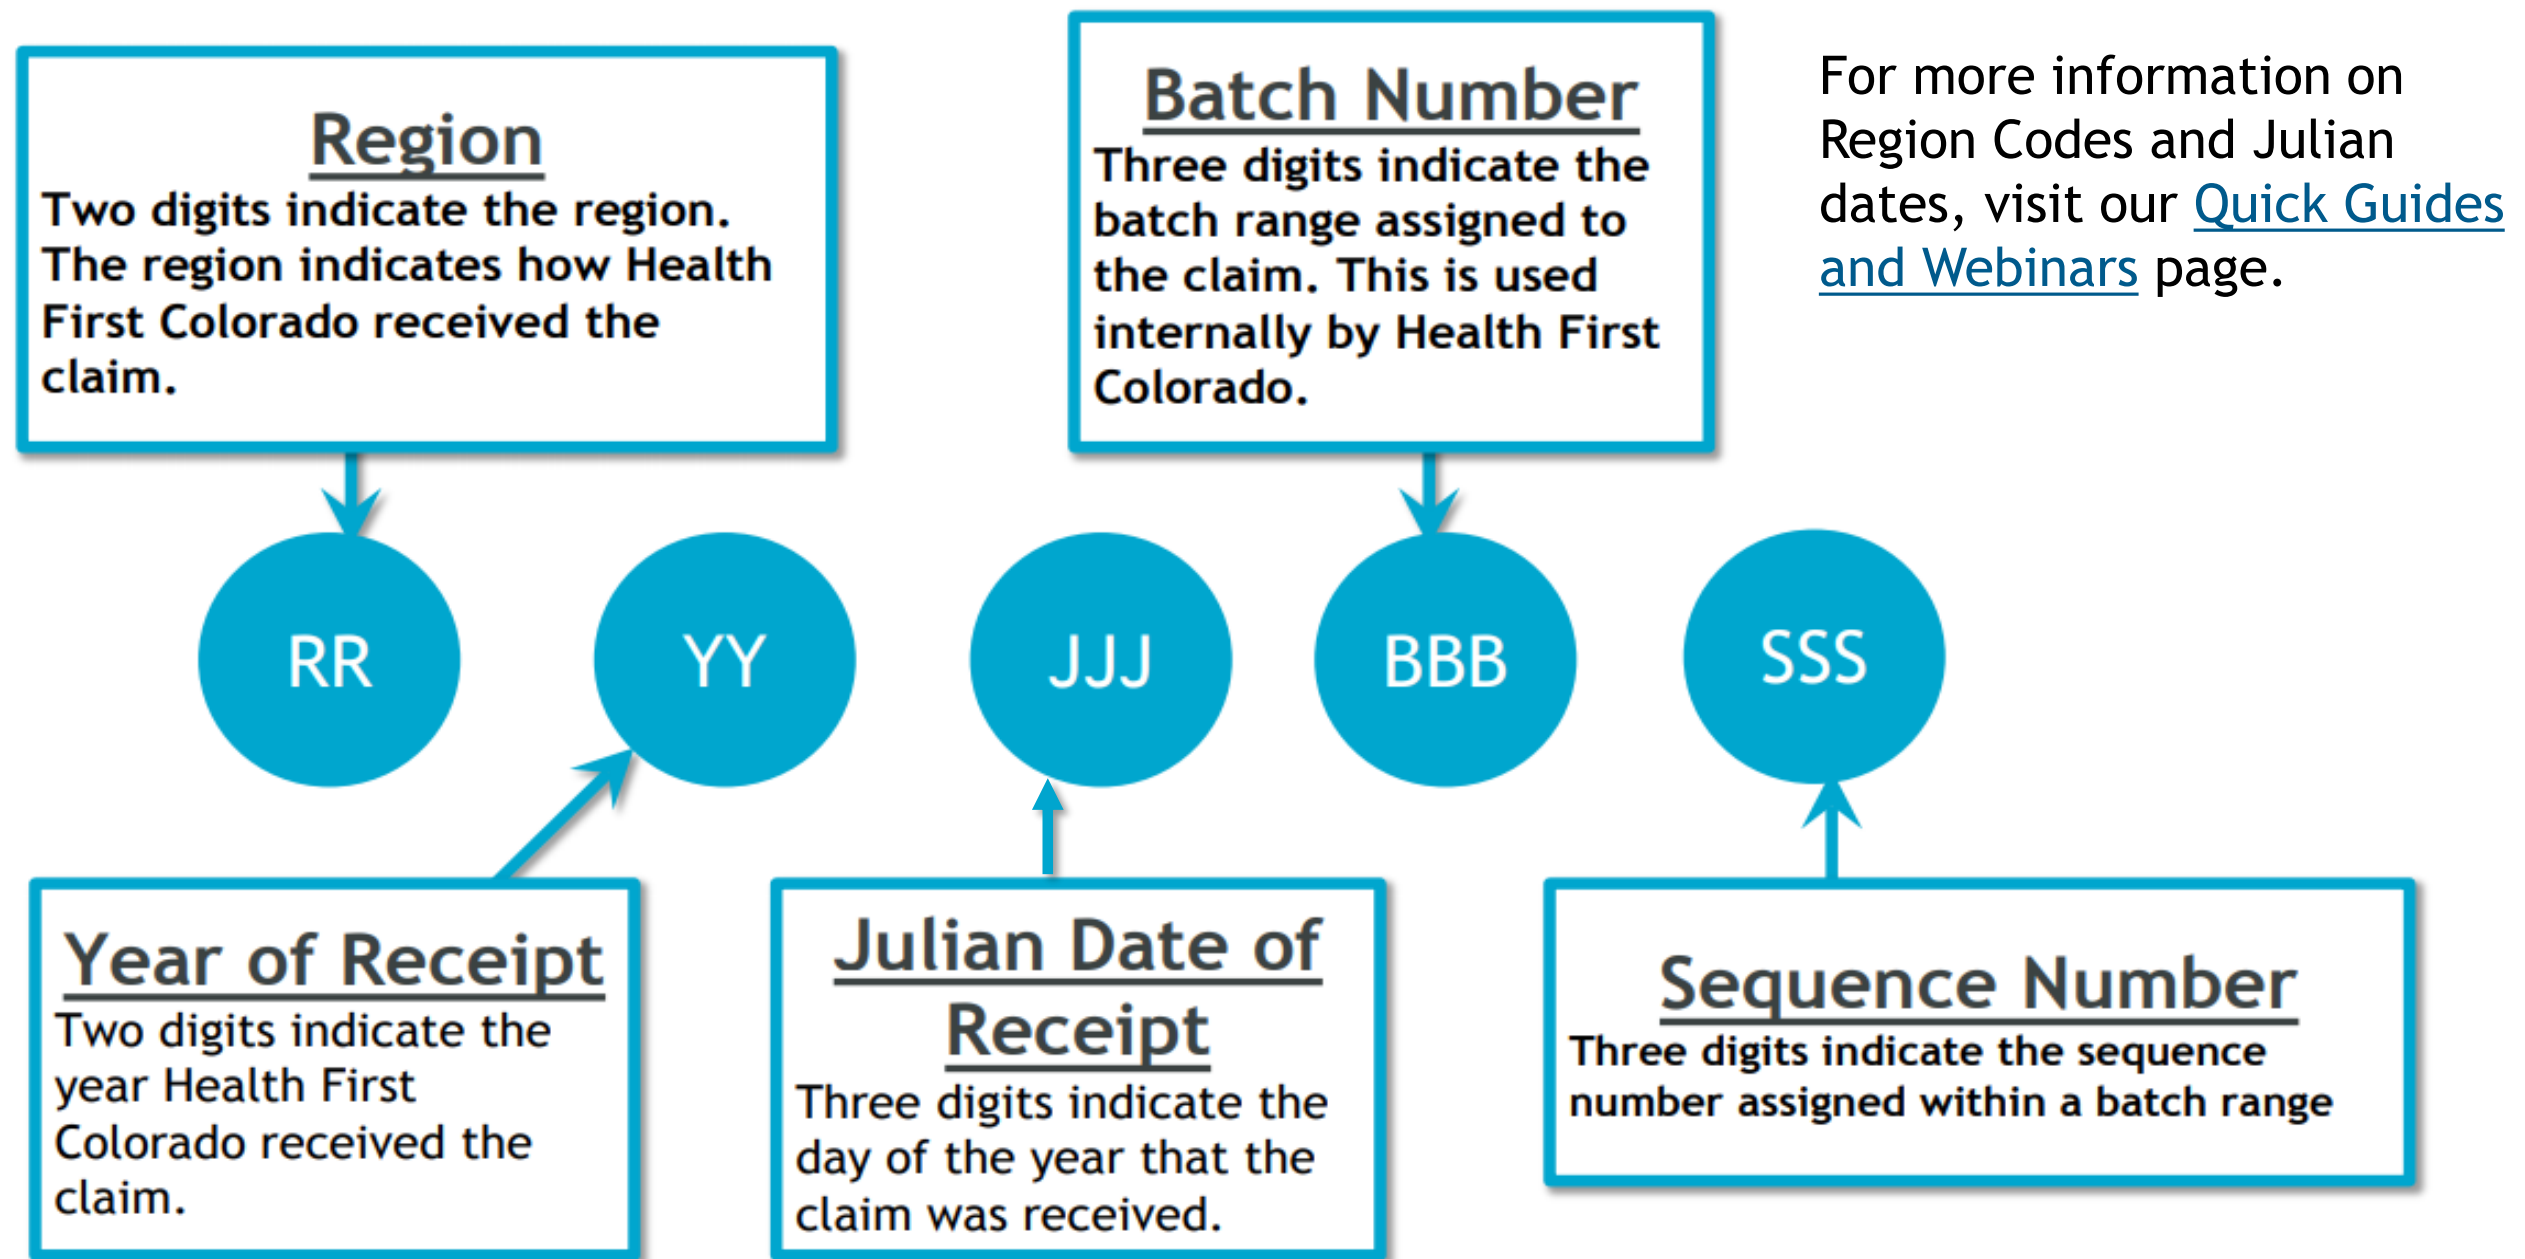 Region
Two digits indicate the region.
The region indicates how Health
First Colorado received the
claim.
Batch Number
Three digits indicate the
batch range assigned to
the claim. This is used
internally by Health First
Colorado.
For more information on
Region Codes and Julian
dates, visit our Quick Guides
and Webinars page.
RR
YY
JJJ
BBB
SSS
Year of Receipt
Two digits indicate the
year Health First
Colorado received the
claim.
Julian Date of
Receipt
Three digits indicate the
day of the year that the
claim was received.
Sequence Number
Three digits indicate the sequence
number assigned within a batch range